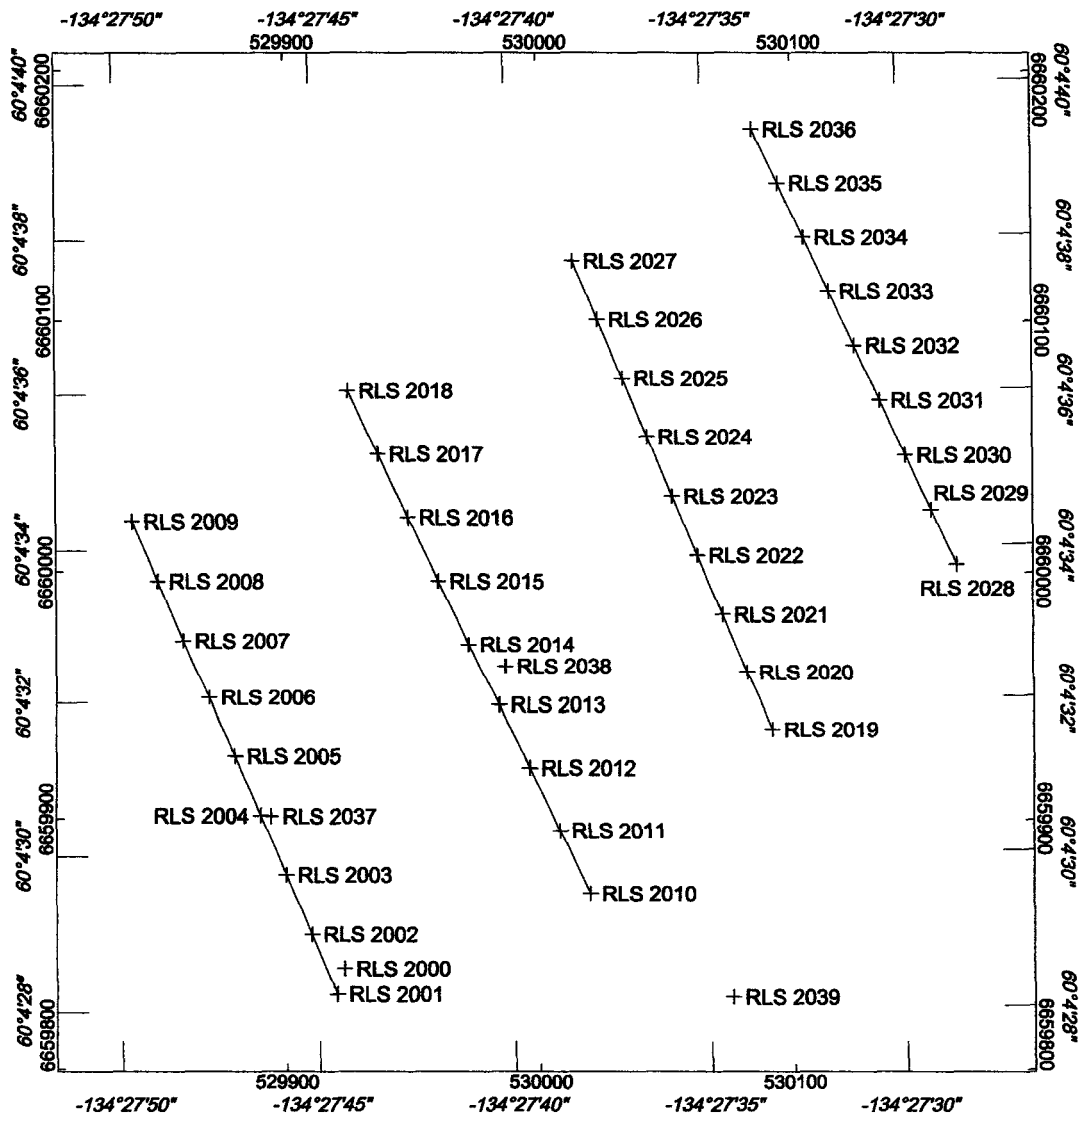 -134°27'50" -134°27'45" -134°27'40" -134°27'35" -134°27'30"
529900 530000 530100
60°4'40" 6660200 6660200 60°4'40"
RLS 2036
RLS 2035
60°4'38" RLS 2034 60°4'38"
RLS 2027
RLS 2033
6660100 RLS 2026 6660100
RLS 2032
RLS 2025
60°4'36" RLS 2018 RLS 2031 60°4'36"
RLS 2024
RLS 2017 RLS 2030
RLS 2029
RLS 2023
RLS 2009 RLS 2016
60°4'34" RLS 2022 60°4'34"
6660000 RLS 2008 RLS 2015 RLS 2028 6660000
RLS 2021
RLS 2007 RLS 2014
RLS 2038 RLS 2020
60°4'32" RLS 2006 RLS 2013 60°4'32"
RLS 2019
RLS 2005 RLS 2012
6659900 RLS 2004 RLS 2037 RLS 2011 6659900
60°4'30" RLS 2003 60°4'30"
RLS 2010
RLS 2002
RLS 2000
RLS 2001 RLS 2039
60°4'28" 6659800 6659800 60°4'28"
529900 530000 530100
-134°27'50" -134°27'45" -134°27'40" -134°27'35" -134°27'30"